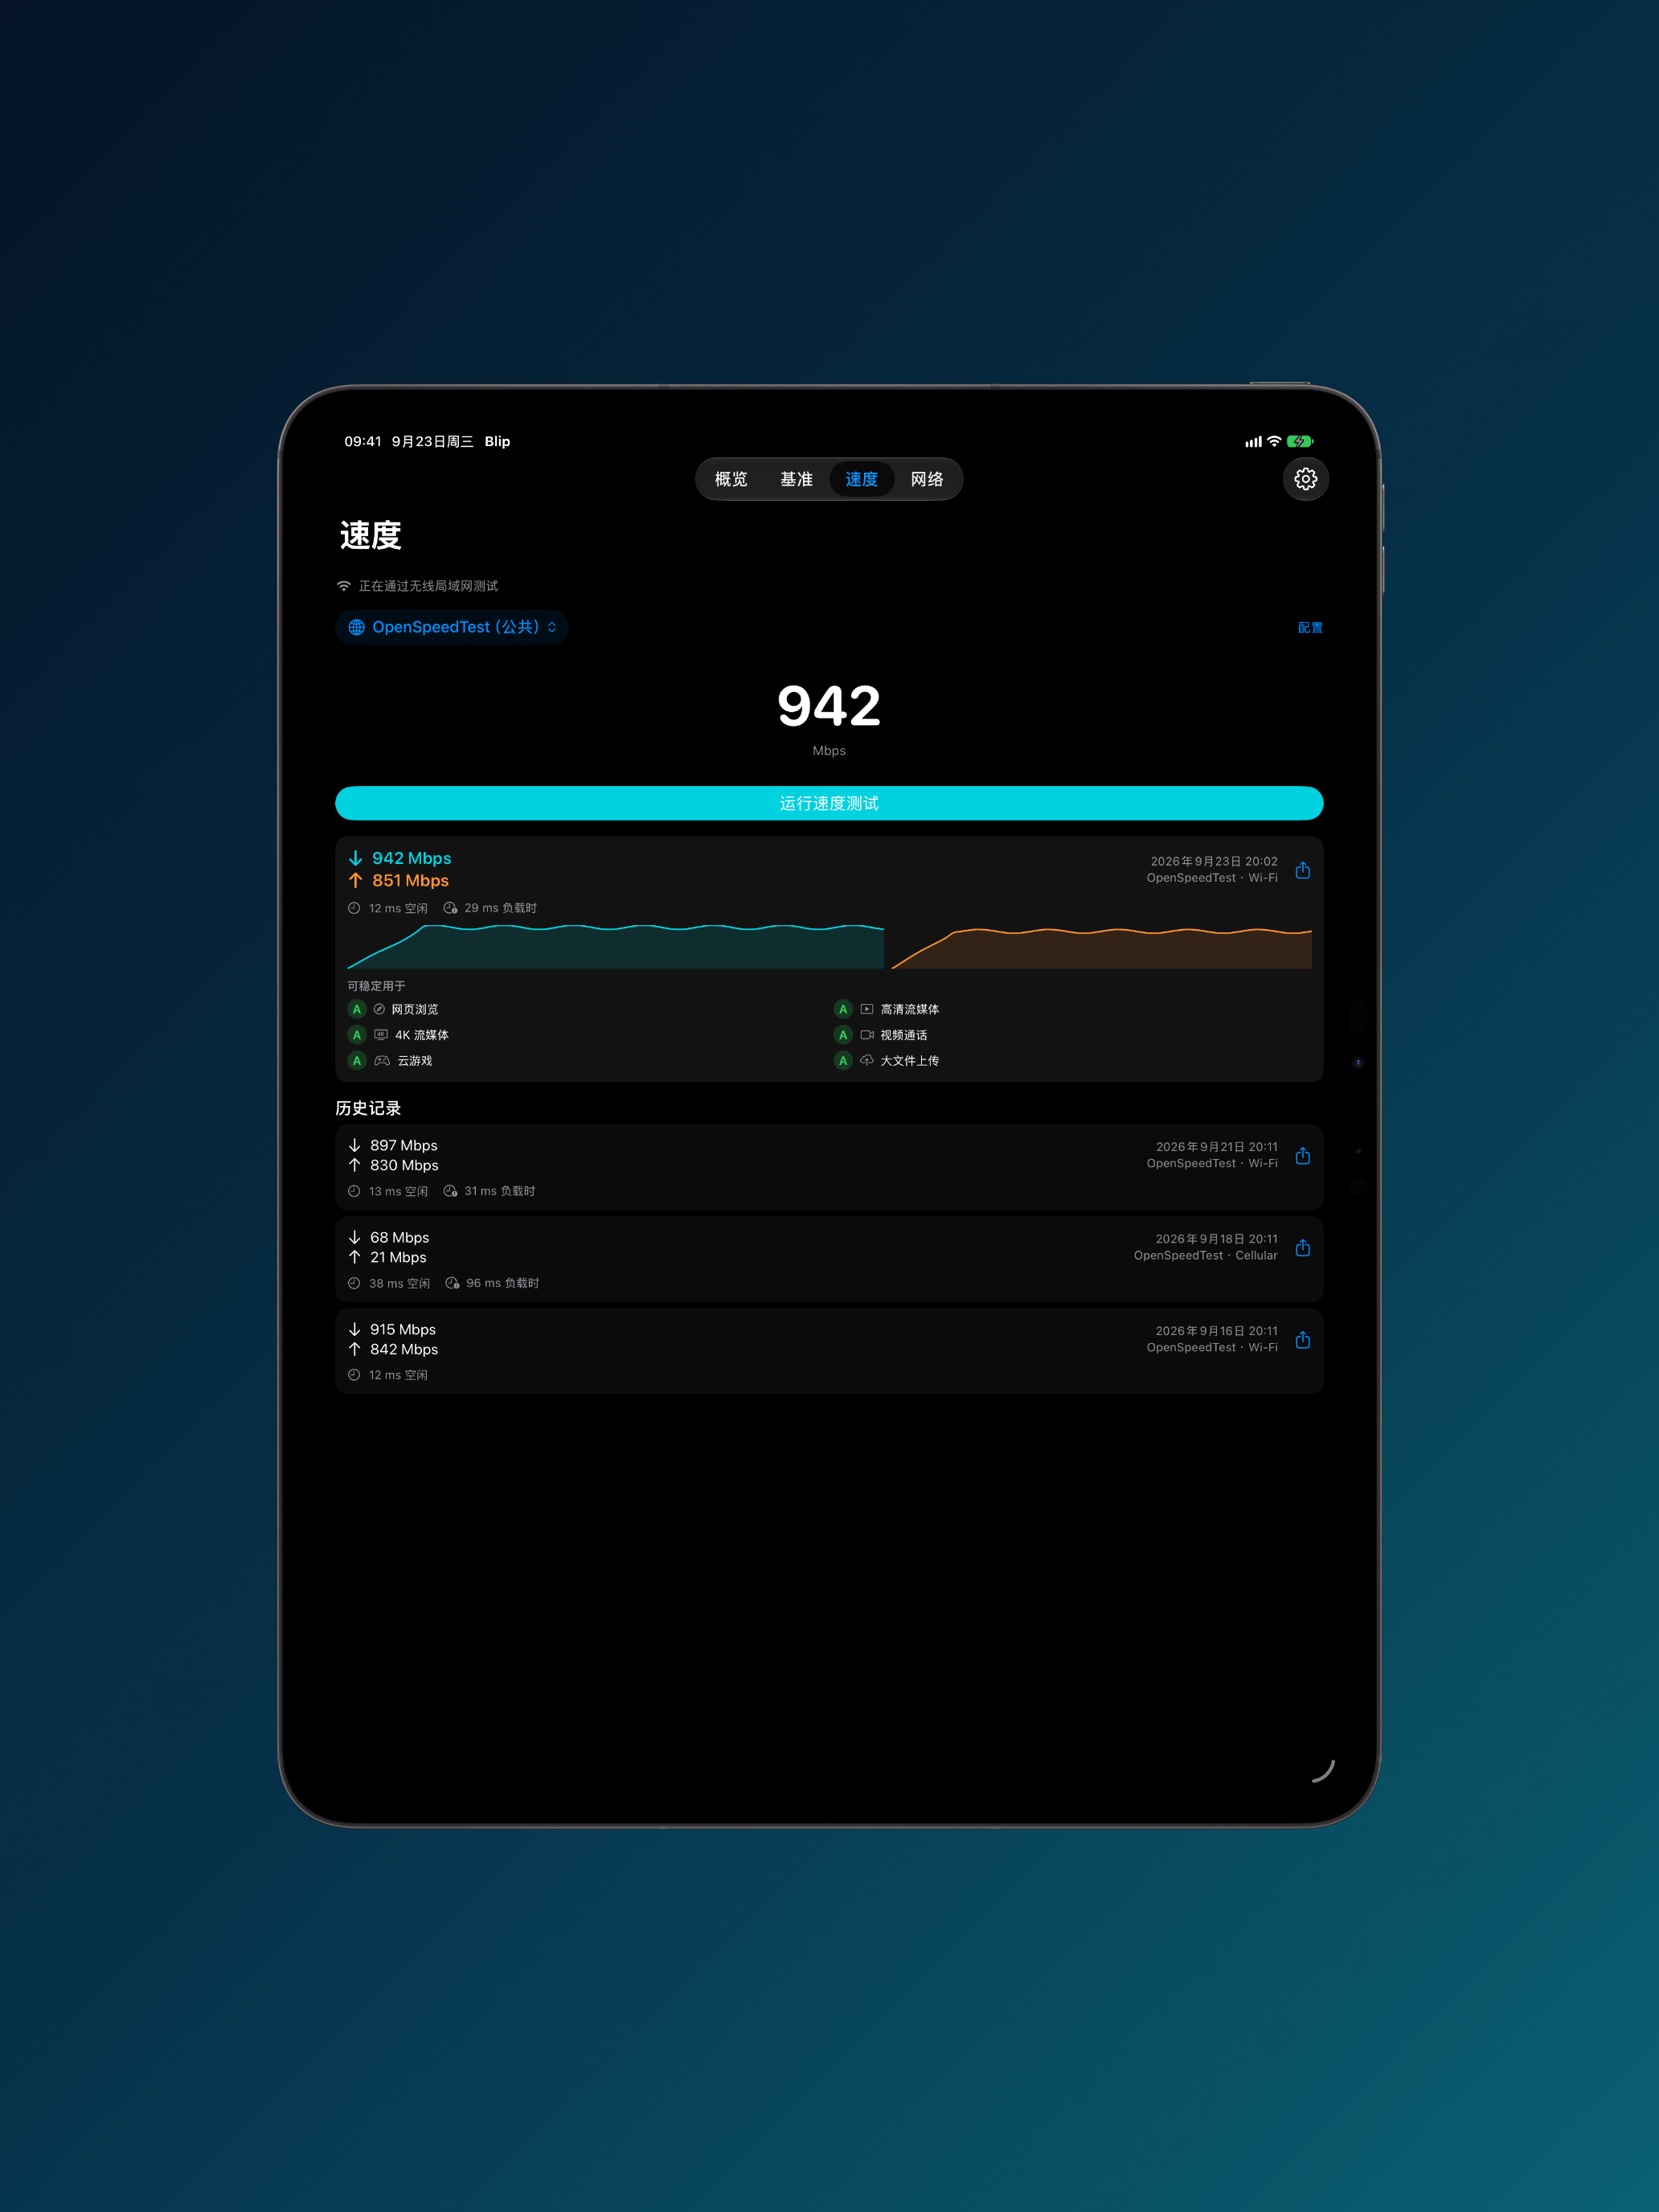 09:41 9月23日周三 Blip
概览 基准 速度 网络
速度
正在通过无线局域网测试
OpenSpeedTest (公共) 配置
942
Mbps
运行速度测试
942 Mbps 2026年9月23日 20:02
851 Mbps OpenSpeedTest · Wi-Fi
12 ms 空闲 29 ms 负载时
可稳定用于
A 网页浏览 A 高清流媒体
A 4K 4K 流媒体 A 视频通话
A 云游戏 A 大文件上传
历史记录
897 Mbps 2026年9月21日 20:11
830 Mbps OpenSpeedTest · Wi-Fi
13 ms 空闲 31 ms 负载时
68 Mbps 2026年9月18日 20:11
21 Mbps OpenSpeedTest · Cellular
38 ms 空闲 96 ms 负载时
915 Mbps 2026年9月16日 20:11
842 Mbps OpenSpeedTest · Wi-Fi
12 ms 空闲